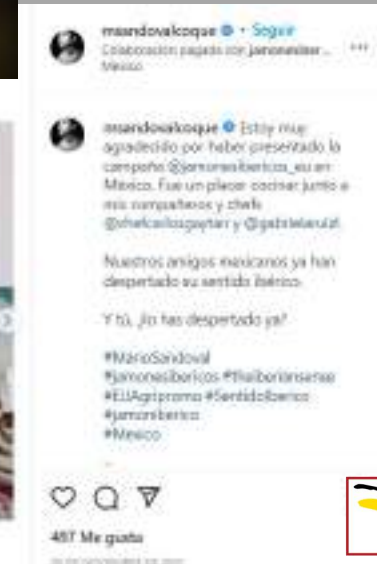 msandovalcoque • Seguir
Colaboración pagada con jamonesiber...
México
msandovalcoque Estoy muy
agradecido por haber presentado la
campaña @jamonesibericos_eu en
México. Fue un placer cocinar junto a
mis compañeros y chefs
@chefcarlosgaytan y @gabrielaruizl
Nuestros amigos mexicanos ya han
despertado su sentido ibérico.
Y tú, ¿lo has despertado ya?
#MarioSandoval
#jamonesibericos #theiberiansense
#EUAgripromo #SentidoIberico
#jamoniberico
#Mexico
487 Me gusta